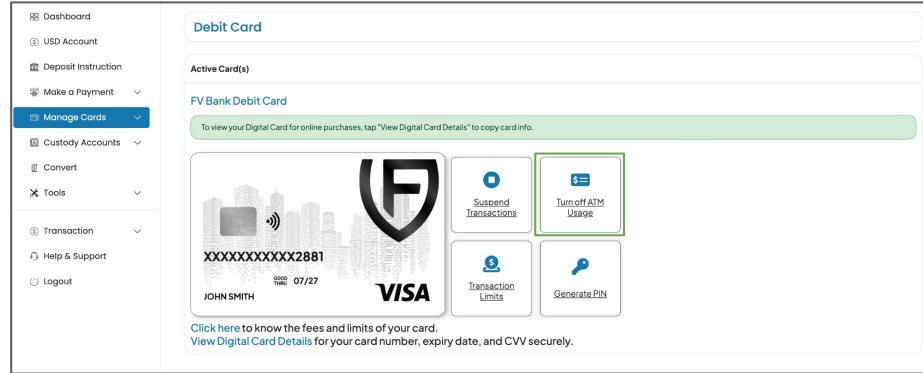 Dashboard
USD Account
Deposit Instruction
Make a Payment
Manage Cards
Custody Accounts
Convert
Tools
Transaction
Help & Support
Logout
Debit Card
Active Card(s)
FV Bank Debit Card
To view your Digital Card for online purchases, tap "View Digital Card Details" to copy card info.
XXXXXXXXXXXX2881
GOOD
THRU 07/27
JOHN SMITH
VISA
Suspend
Transactions
Turn off ATM
Usage
Transaction
Limits
Generate PIN
Click here to know the fees and limits of your card.
View Digital Card Details for your card number, expiry date, and CVV securely.